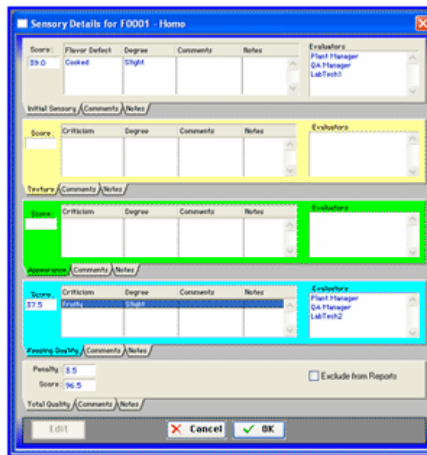 Sensory Details for F0001 - Homo
Score: Flavor Defect Degree Comments Notes Evaluators
39.0 Cooked Slight Plant Manager
QA Manager
LabTech1
Initial Sensory Comments Notes
Score: Criticism Degree Comments Notes Evaluators
Texture Comments Notes
Score: Criticism Degree Comments Notes Evaluators
Appearance Comments Notes
Score: Criticism Degree Comments Notes Evaluators
37.5 Fruity Slight Plant Manager
QA Manager
LabTech2
Keeping Quality Comments Notes
Penalty: 3.5
Score: 96.5
Exclude from Reports
Total Quality Comments Notes
Edit Cancel OK